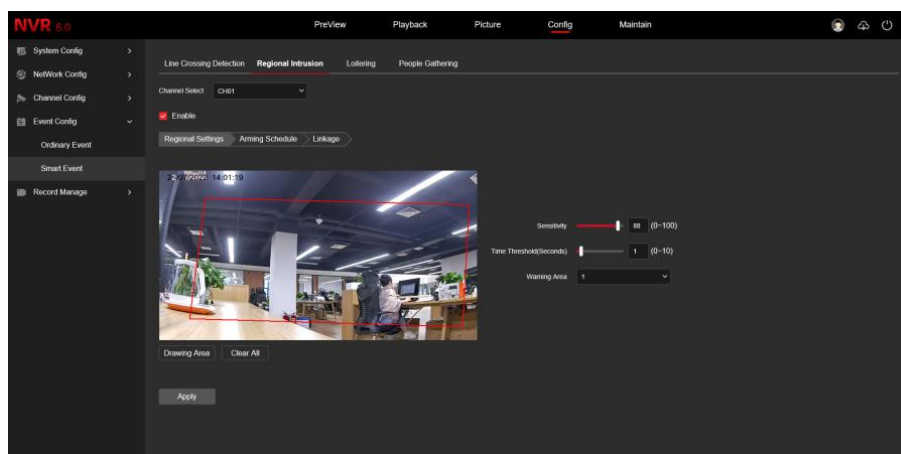 NVR 6.0
PreView Playback Picture Config Maintain
System Config
NetWork Config
Channel Config
Event Config
Ordinary Event
Smart Event
Record Manage
Line Crossing Detection Regional Intrusion Loitering People Gathering
Channel Select CH01
Enable
Regional Settings Arming Schedule Linkage
14:01:19
Sensitivity 88 (0~100)
Time Threshold(Seconds) 1 (0~10)
Warning Area 1
Drawing Area Clear All
Apply